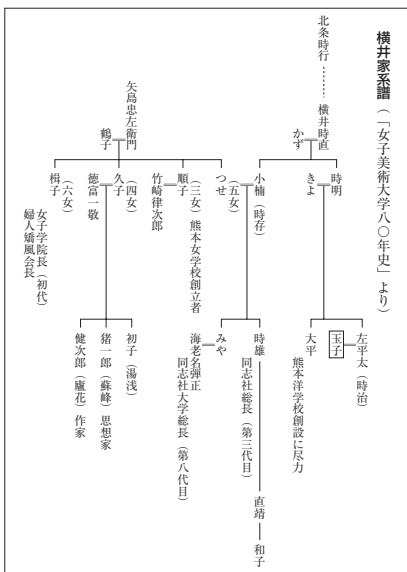 横井家系譜（「女子美術大学八〇年史」より）
北条時行
横井時直
かず
時明
きよ
左平太（時治）
玉子
大平
熊本洋学校創設に尽力
小楠（時存）
（五女）
つせ
時雄
同志社総長（第三代目）
直靖
和子
みや
海老名弾正
同志社大学総長（第八代目）
矢島忠左衛門
鶴子
（三女）
順子
熊本女学校創立者
竹崎律次郎
（四女）
久子
徳富一敬
初子（湯浅）
猪一郎（蘇峰）思想家
健次郎（廬花）作家
（六女）
楫子
女子学院長（初代）
婦人矯風会長